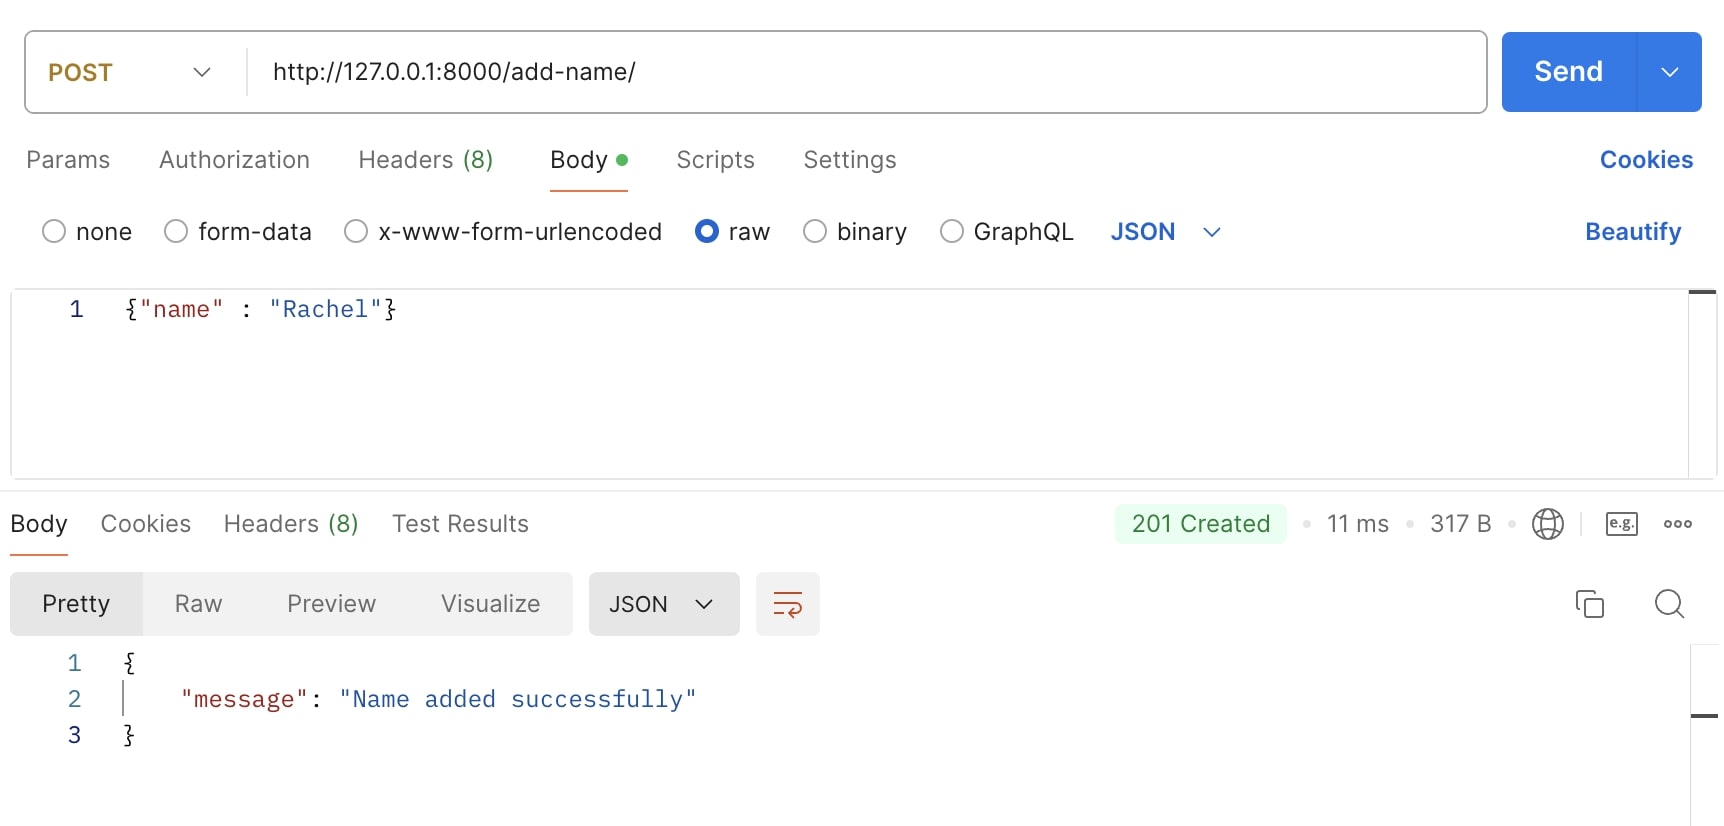 POST http://127.0.0.1:8000/add-name/ Send
Params Authorization Headers (8) Body Scripts Settings Cookies
none form-data x-www-form-urlencoded raw binary GraphQL JSON Beautify
1 {"name" : "Rachel"}
Body Cookies Headers (8) Test Results 201 Created 11 ms 317 B e.g.
Pretty Raw Preview Visualize JSON
1 {
2 "message": "Name added successfully"
3 }